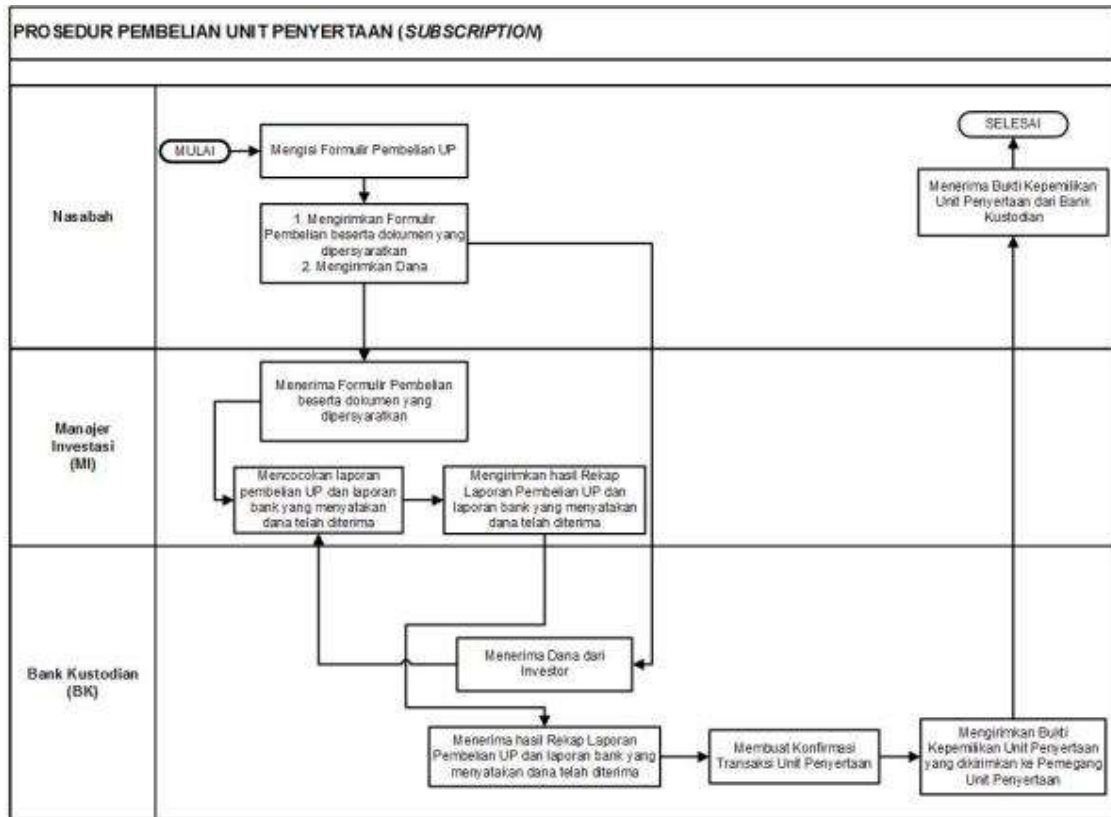 PROSEDUR PEMBELIAN UNIT PENYERTAAN (SUBSCRIPTION)
Nasabah
MULAI
Mengisi Formulir Pembelian UP
1. Mengirimkan Formulir
Pembelian beserta dokumen yang
dipersyaratkan
2. Mengirimkan Dana
SELESAI
Menerima Bukti Kepemilikan
Unit Penyertaan dari Bank
Kustodian
Manajer
Investasi
(MI)
Menerima Formulir Pembelian
beserta dokumen yang
dipersyaratkan
Mencocokan laporan
pembelian UP dan laporan
bank yang menyatakan
dana telah diterima
Mengirimkan hasil Rekap
Laporan Pembelian UP dan
laporan bank yang menyatakan
dana telah diterima
Bank Kustodian
(BK)
Menerima Dana dari
Investor
Menerima hasil Rekap Laporan
Pembelian UP dan laporan bank yang
menyatakan dana telah diterima
Membuat Konfirmasi
Transaksi Unit Penyertaan
Mengirimkan Bukti
Kepemilikan Unit Penyertaan
yang dikirimkan ke Pemegang
Unit Penyertaan